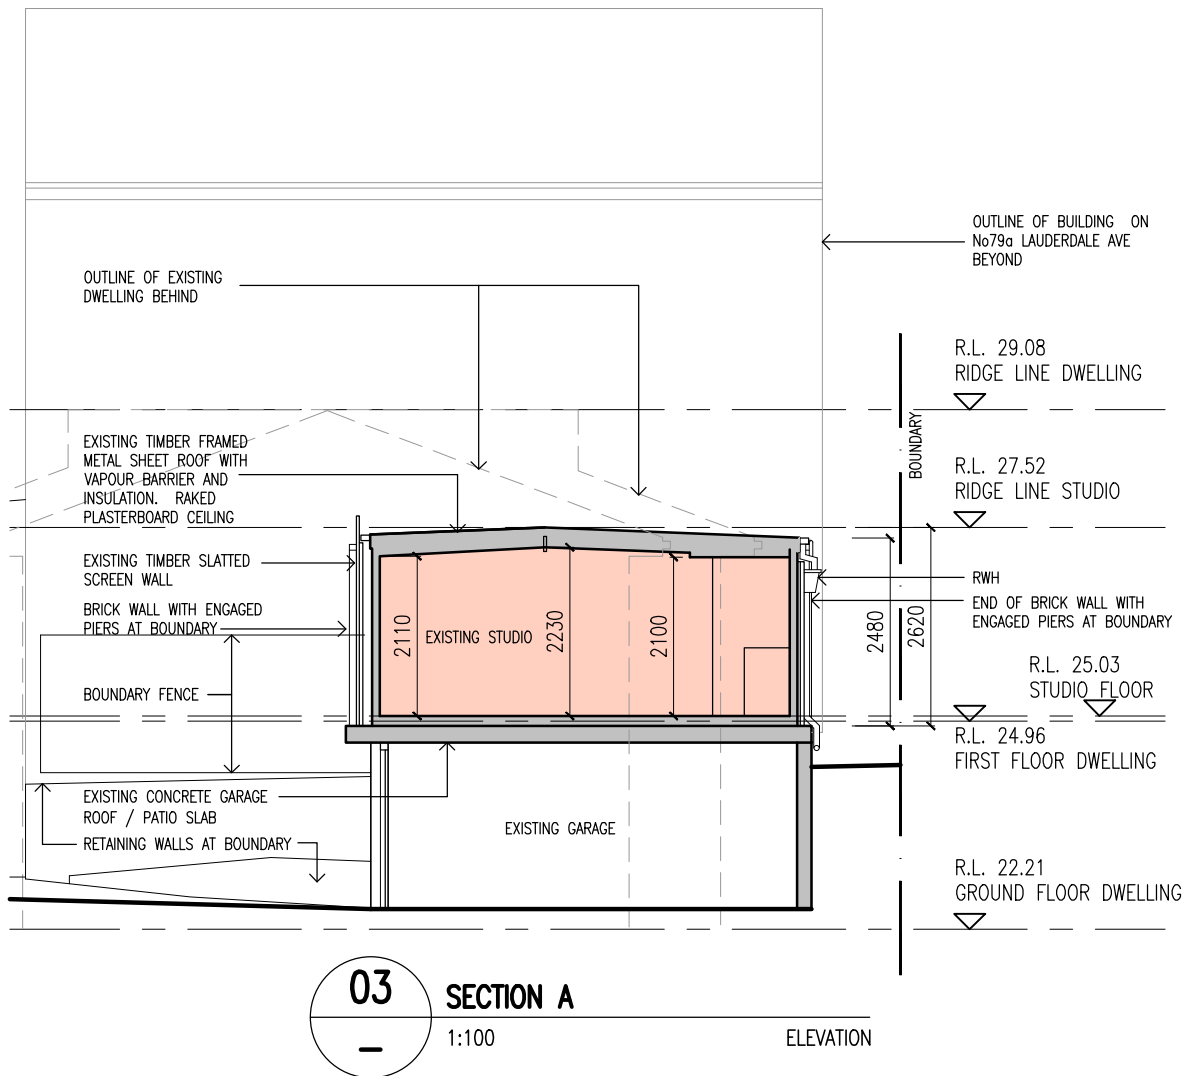 OUTLINE OF BUILDING ON
No79a LAUDERDALE AVE
BEYOND
OUTLINE OF EXISTING
DWELLING BEHIND
R.L. 29.08
RIDGE LINE DWELLING
BOUNDARY
EXISTING TIMBER FRAMED
METAL SHEET ROOF WITH
VAPOUR BARRIER AND
INSULATION. RAKED
PLASTERBOARD CEILING
R.L. 27.52
RIDGE LINE STUDIO
EXISTING TIMBER SLATTED
SCREEN WALL
RWH
BRICK WALL WITH ENGAGED
PIERS AT BOUNDARY
END OF BRICK WALL WITH
ENGAGED PIERS AT BOUNDARY
2110
EXISTING STUDIO
2230
2100
2480
2620
R.L. 25.03
STUDIO FLOOR
BOUNDARY FENCE
R.L. 24.96
FIRST FLOOR DWELLING
EXISTING CONCRETE GARAGE
ROOF / PATIO SLAB
EXISTING GARAGE
RETAINING WALLS AT BOUNDARY
R.L. 22.21
GROUND FLOOR DWELLING
03
–
SECTION A
1:100
ELEVATION